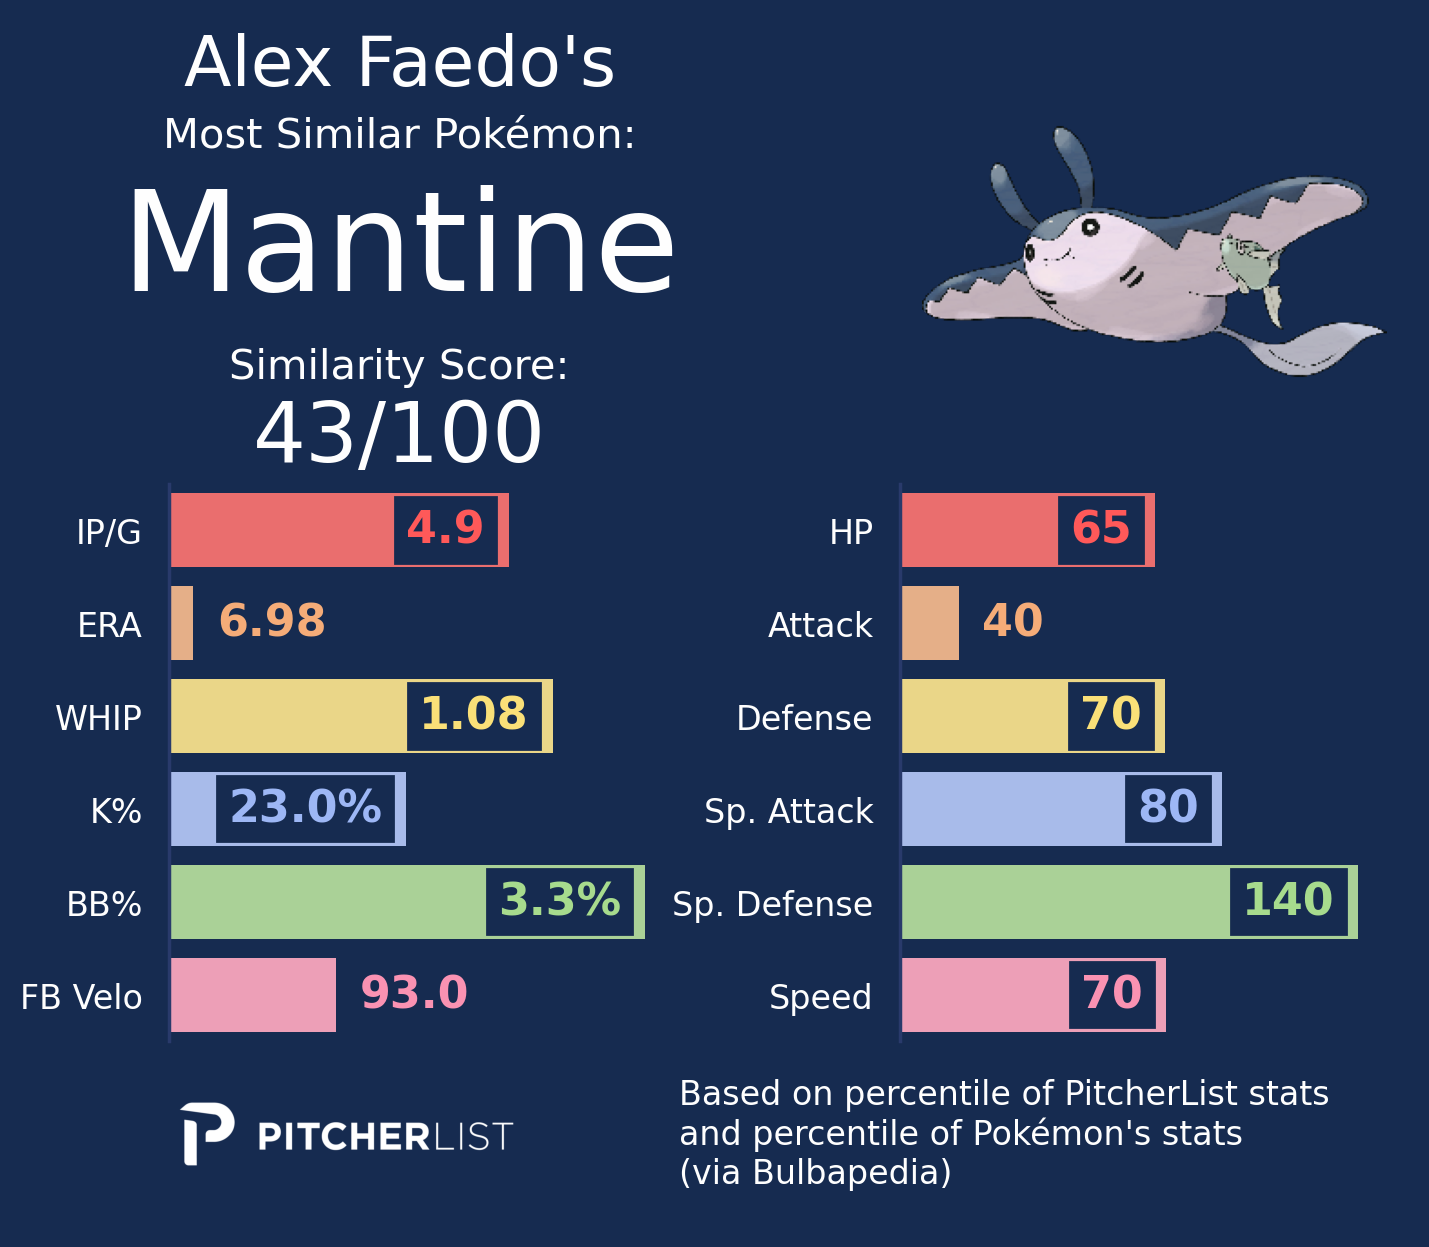 Alex Faedo's
Most Similar Pokémon:
Mantine
Similarity Score:
43/100
IP/G 4.9
ERA 6.98
WHIP 1.08
K% 23.0%
BB% 3.3%
FB Velo 93.0
HP 65
Attack 40
Defense 70
Sp. Attack 80
Sp. Defense 140
Speed 70
PITCHERLIST
Based on percentile of PitcherList stats
and percentile of Pokémon's stats
(via Bulbapedia)